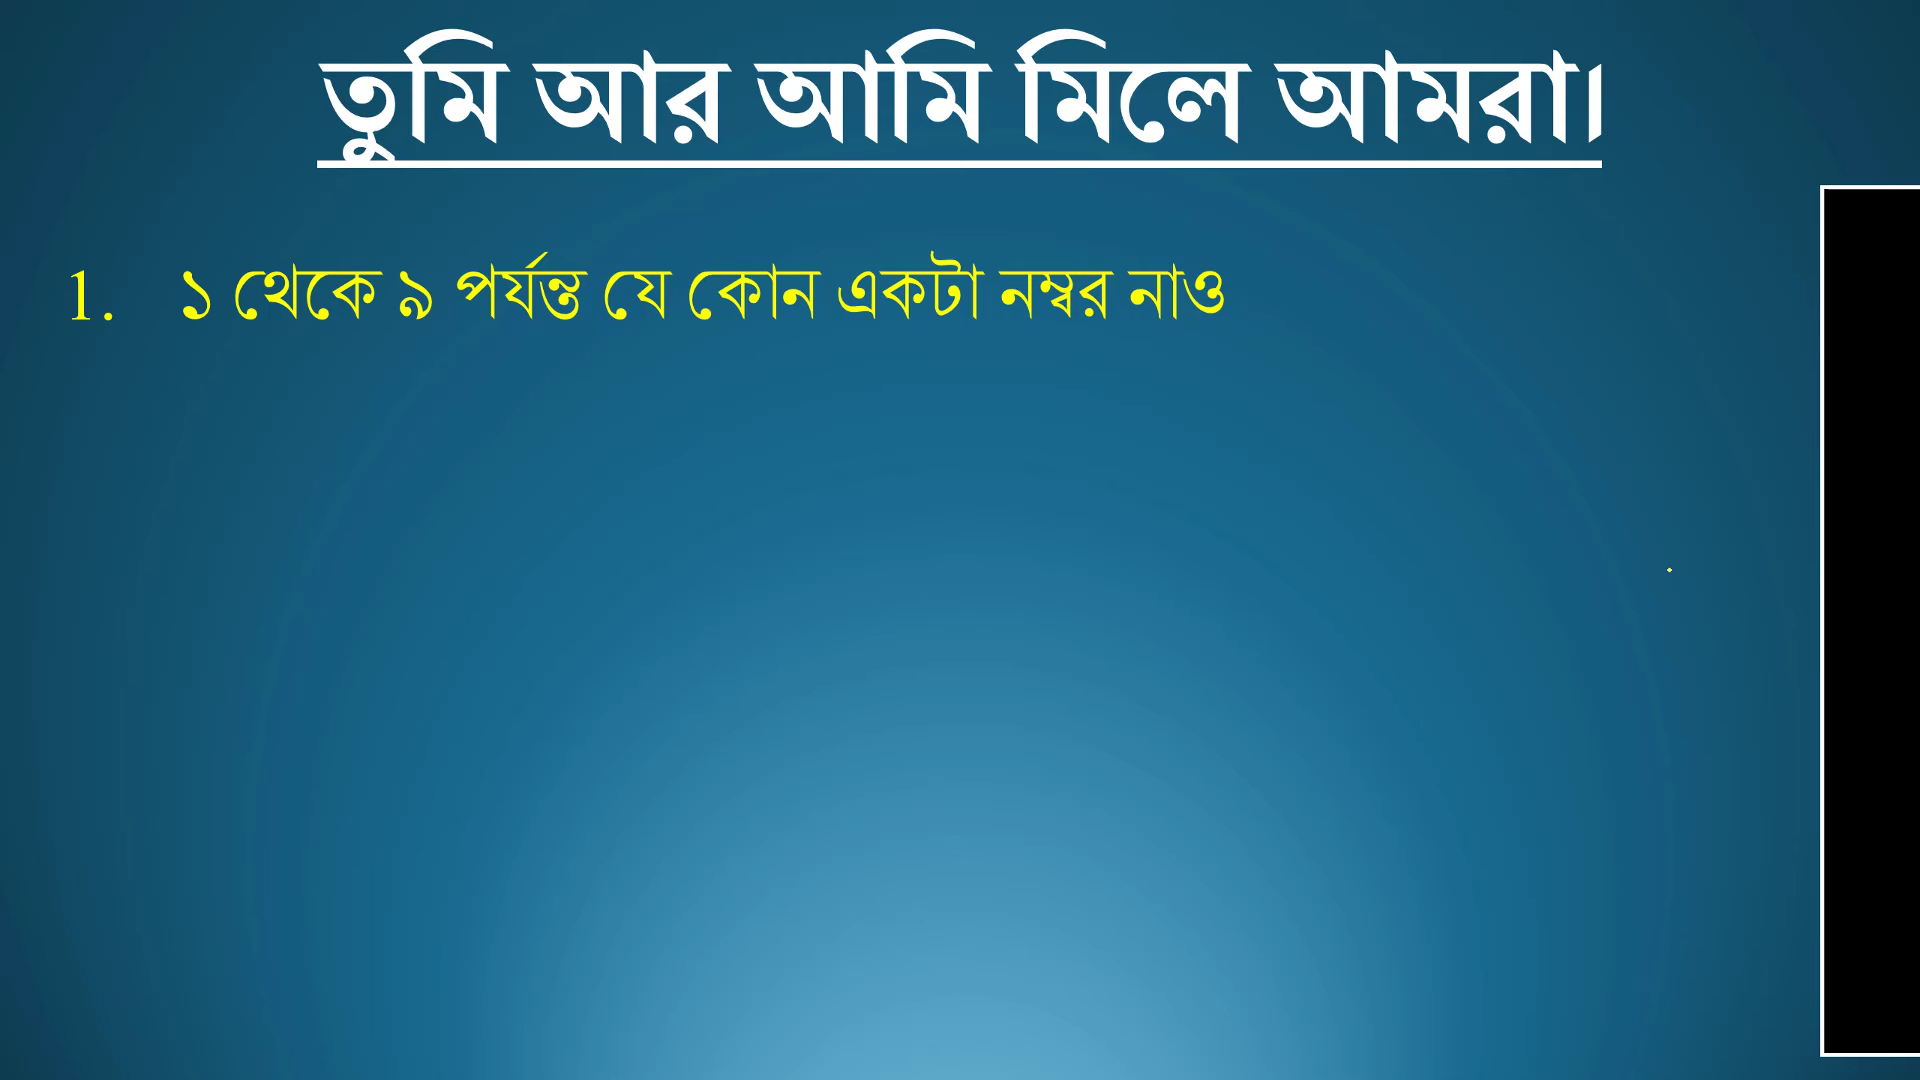 তুমি আর আমি মিলে আমরা।
1. ১ থেকে ৯ পর্যন্ত যে কোন একটা নম্বর নাও